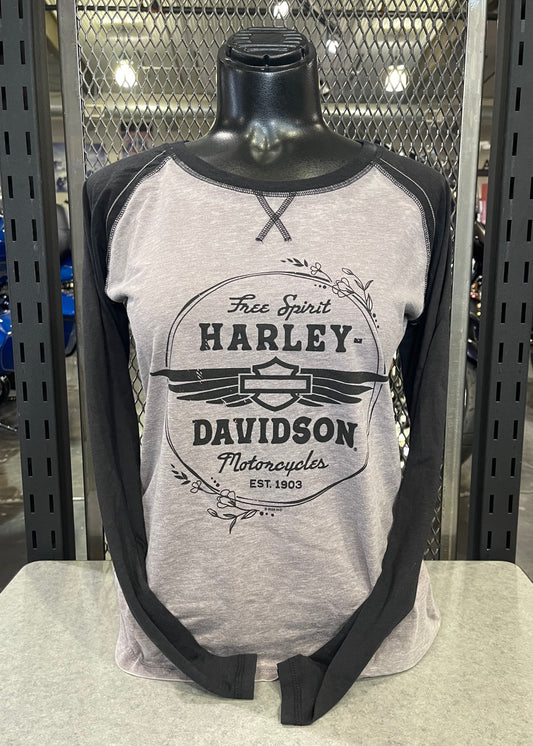 Free Spirit
HARLEY-
DAVIDSON®
Motorcycles
EST. 1903